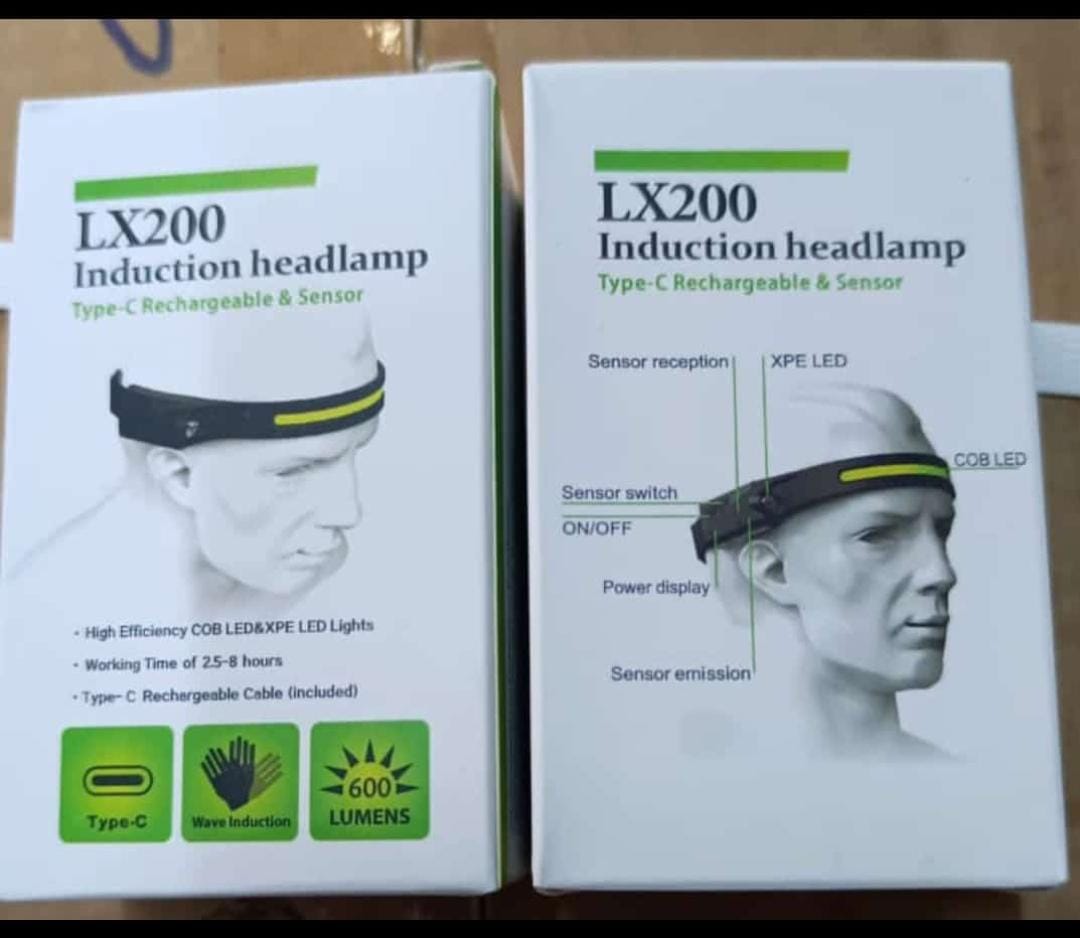 LX200
Induction headlamp
Type-C Rechargeable & Sensor
· High Efficiency COB LED&XPE LED Lights
· Working Time of 2.5-8 hours
· Type- C Rechargeable Cable (included)
Type-C
Wave Induction
600
LUMENS
LX200
Induction headlamp
Type-C Rechargeable & Sensor
Sensor reception
XPE LED
COB LED
Sensor switch
ON/OFF
Power display
Sensor emission